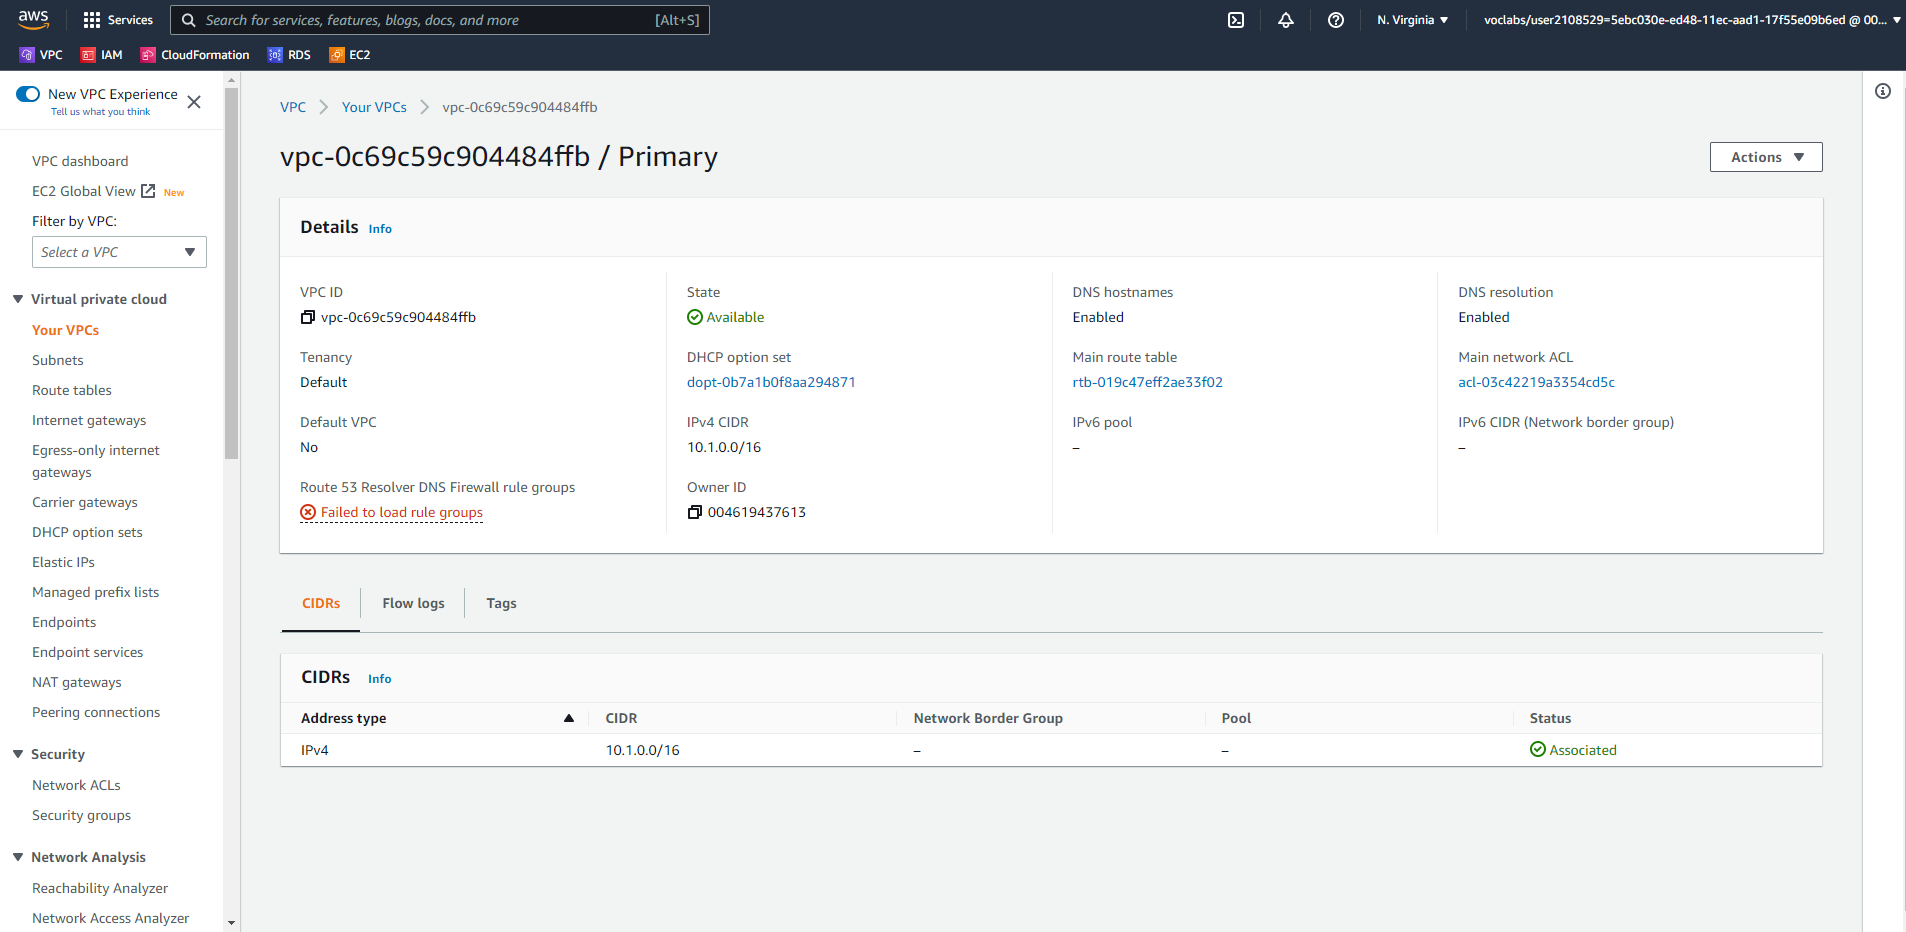 aws
Services
Search for services, features, blogs, docs, and more
[Alt+S]
N. Virginia
voclabs/user2108529=5ebc030e-ed48-11ec-aad1-17f55e09b6ed @ 00...
VPC
IAM
CloudFormation
RDS
EC2
New VPC Experience
Tell us what you think
VPC dashboard
EC2 Global View New
Filter by VPC:
Select a VPC
Virtual private cloud
Your VPCs
Subnets
Route tables
Internet gateways
Egress-only internet
gateways
Carrier gateways
DHCP option sets
Elastic IPs
Managed prefix lists
Endpoints
Endpoint services
NAT gateways
Peering connections
Security
Network ACLs
Security groups
Network Analysis
Reachability Analyzer
Network Access Analyzer
VPC
Your VPCs
vpc-0c69c59c904484ffb
vpc-0c69c59c904484ffb / Primary
Actions
Details Info
VPC ID
vpc-0c69c59c904484ffb
State
Available
DNS hostnames
Enabled
DNS resolution
Enabled
Tenancy
Default
DHCP option set
dopt-0b7a1b0f8aa294871
Main route table
rtb-019c47eff2ae33f02
Main network ACL
acl-03c42219a3354cd5c
Default VPC
No
IPv4 CIDR
10.1.0.0/16
IPv6 pool
–
IPv6 CIDR (Network border group)
–
Route 53 Resolver DNS Firewall rule groups
Failed to load rule groups
Owner ID
004619437613
CIDRs
Flow logs
Tags
CIDRs Info
Address type
CIDR
Network Border Group
Pool
Status
IPv4
10.1.0.0/16
–
–
Associated